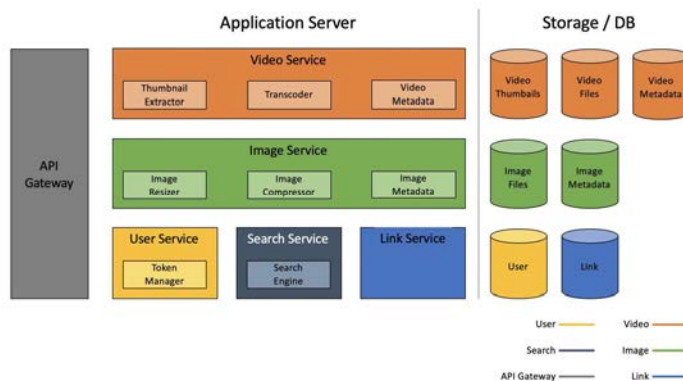 Application Server
Storage / DB
API
Gateway
Video Service
Thumbnail
Extractor
Transcoder
Video
Metadata
Image Service
Image
Resizer
Image
Compressor
Image
Metadata
User Service
Token
Manager
Search Service
Search
Engine
Link Service
Video
Thumbnails
Video
Files
Video
Metadata
Image
Files
Image
Metadata
User
Link
User
Video
Search
Image
API Gateway
Link